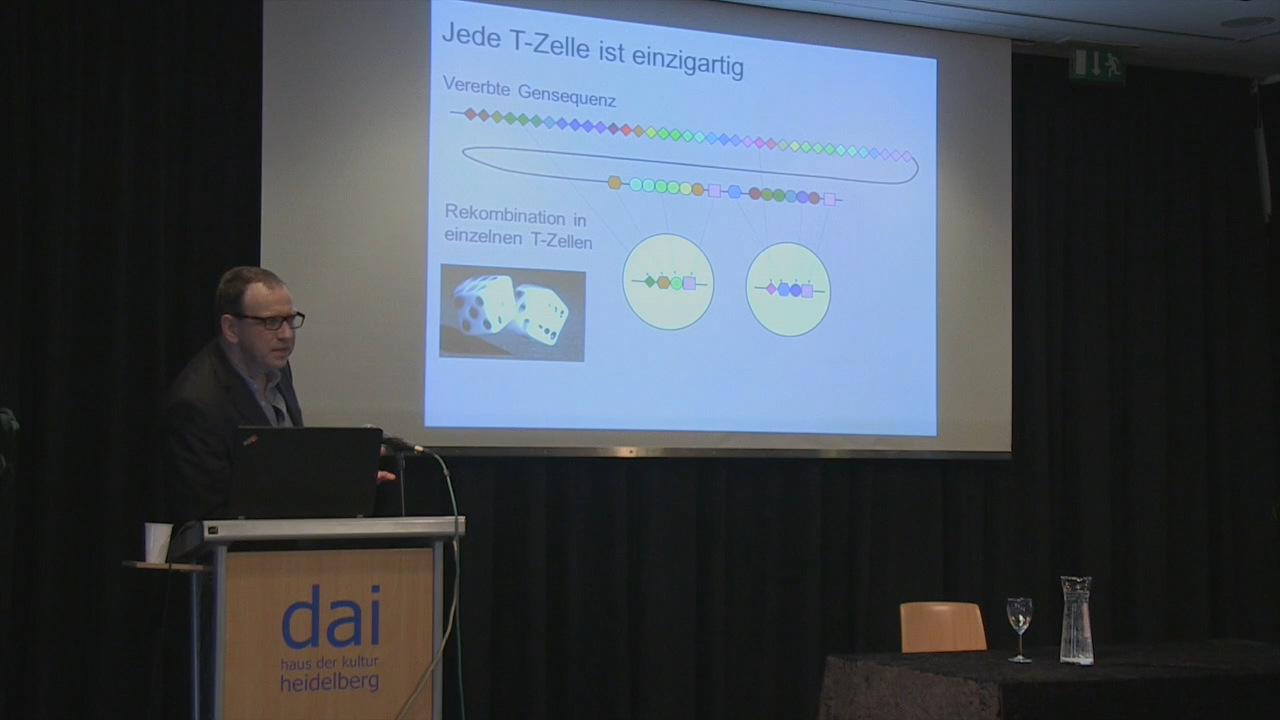 Jede T-Zelle ist einzigartig
Vererbte Gensequenz
Rekombination in
einzelnen T-Zellen
dai
haus der kultur
heidelberg